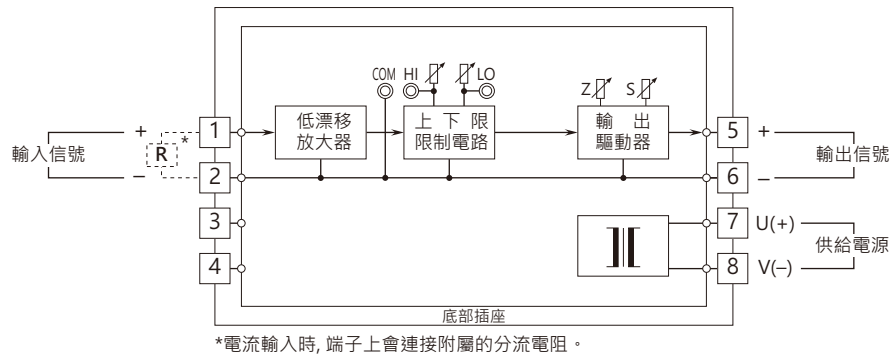 COM HI LO
Z S
1
低漂移
放大器
上下限
限制電路
輸出
驅動器
5
+
+
*
輸入信號
R
輸出信號
–
2
6
–
3
7
U(+)
供給電源
4
8
V(–)
底部插座
*電流輸入時, 端子上會連接附屬的分流電阻。